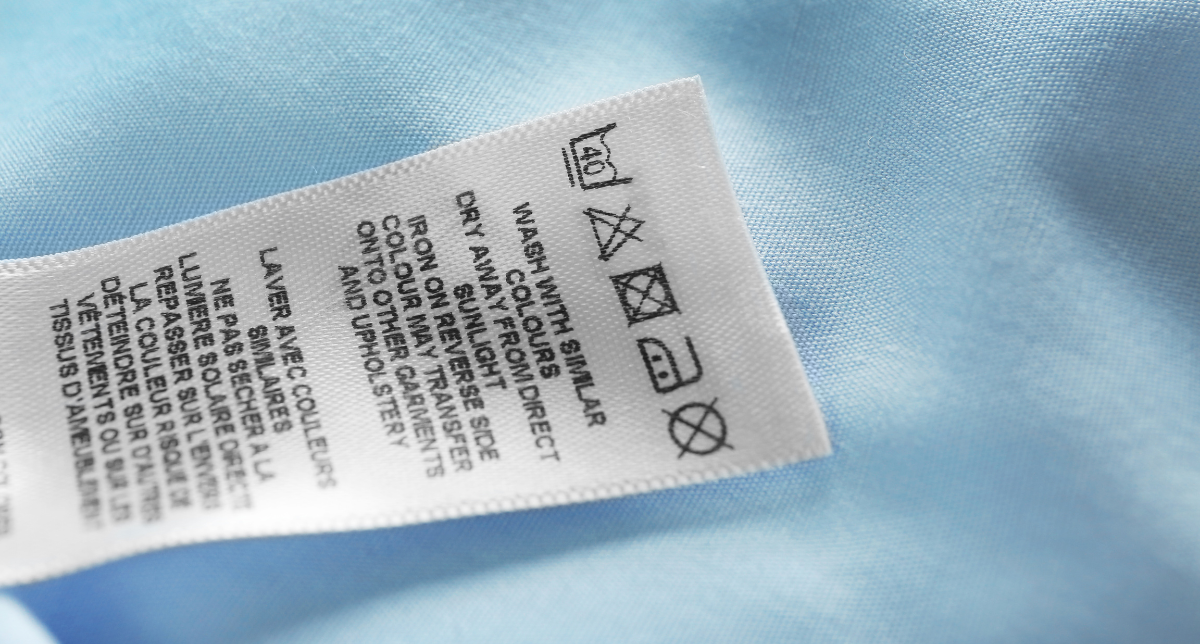 40
WASH WITH SIMILAR
COLOURS
DRY AWAY FROM DIRECT
SUNLIGHT
IRON ON REVERSE SIDE
COLOUR MAY TRANSFER
ONTO OTHER GARMENTS
AND UPHOLSTERY
LAVER AVEC COULEURS
SIMILAIRES
NE PAS SÉCHER A LA
LUMIERE SOLAIRE DIRECTE
REPASSER SUR L'ENVERS
LA COULEUR RISQUE DE
DÉTEINDRE SUR D'AUTRES
VÊTEMENTS OU SUR LES
TISSUS D'AMEUBLEMENT